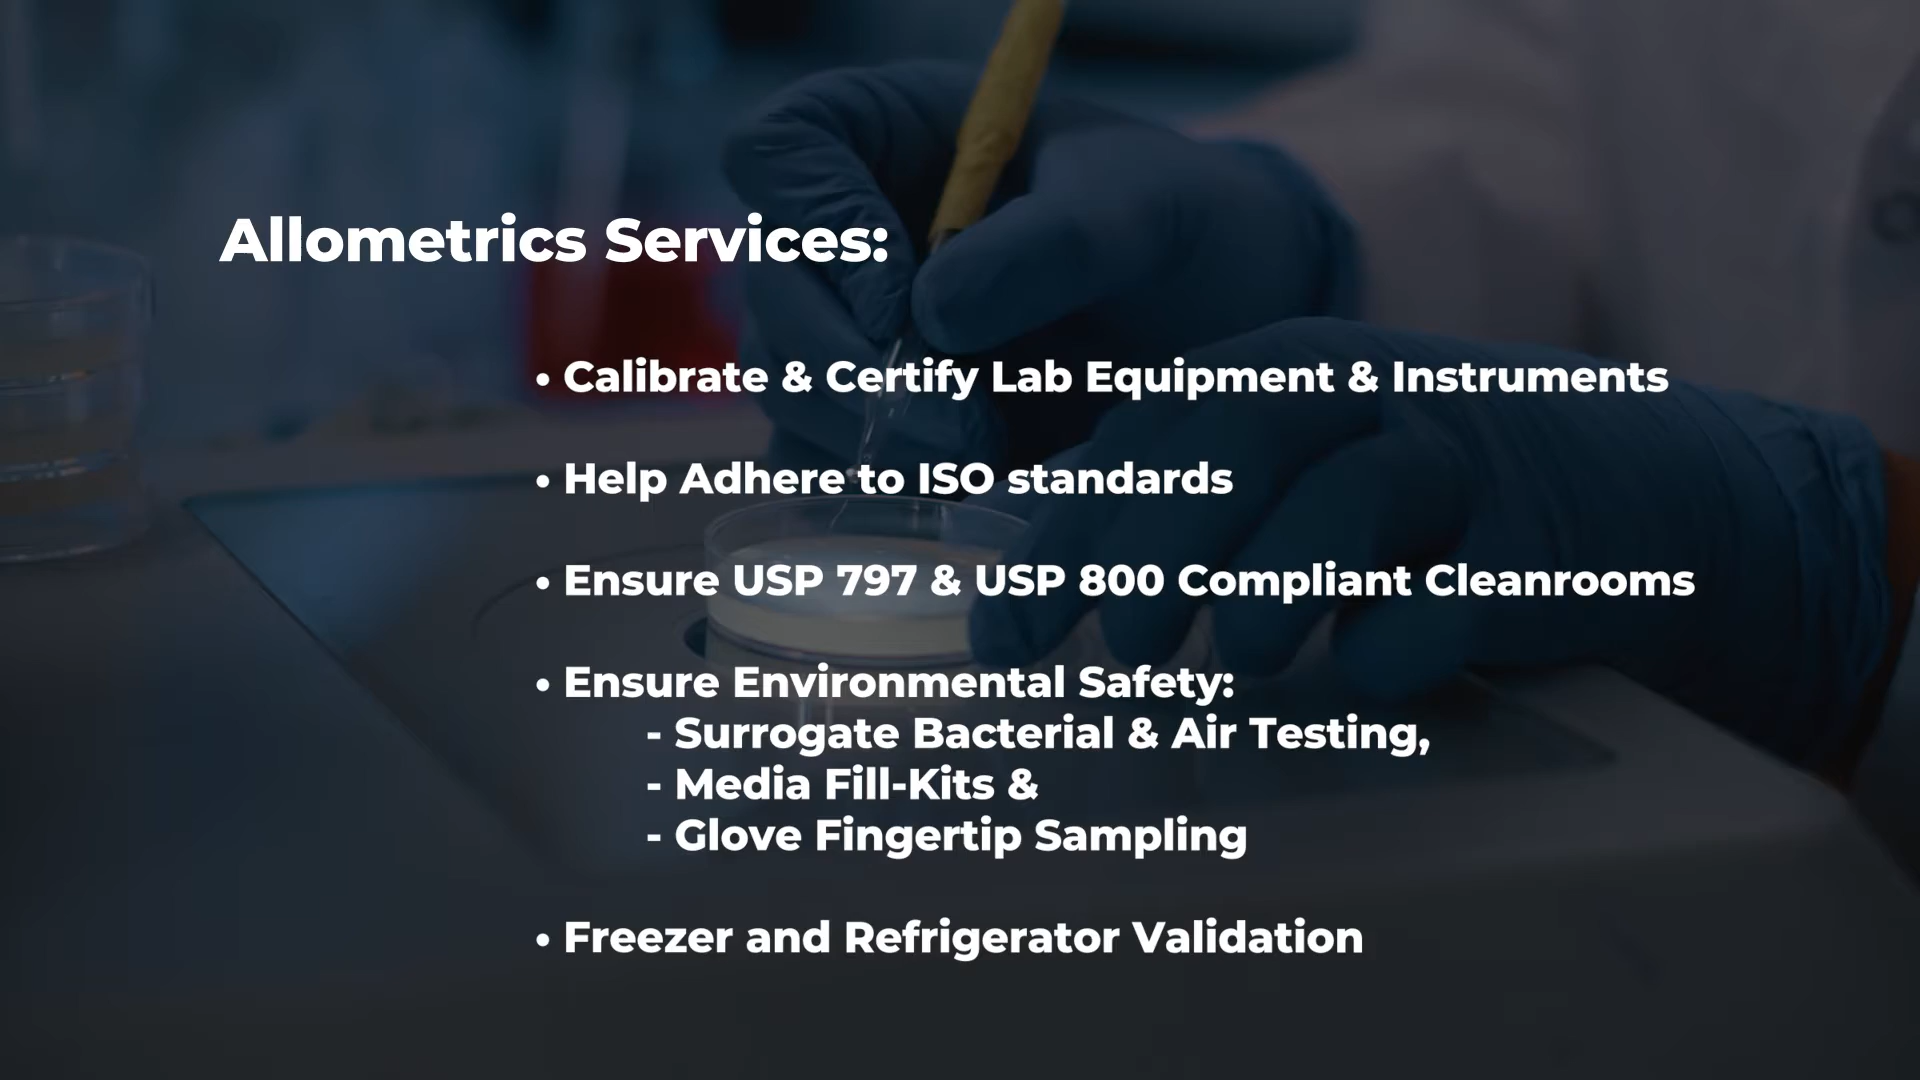 Allometrics Services:
• Calibrate & Certify Lab Equipment & Instruments
• Help Adhere to ISO standards
• Ensure USP 797 & USP 800 Compliant Cleanrooms
• Ensure Environmental Safety:
- Surrogate Bacterial & Air Testing,
- Media Fill-Kits &
- Glove Fingertip Sampling
• Freezer and Refrigerator Validation